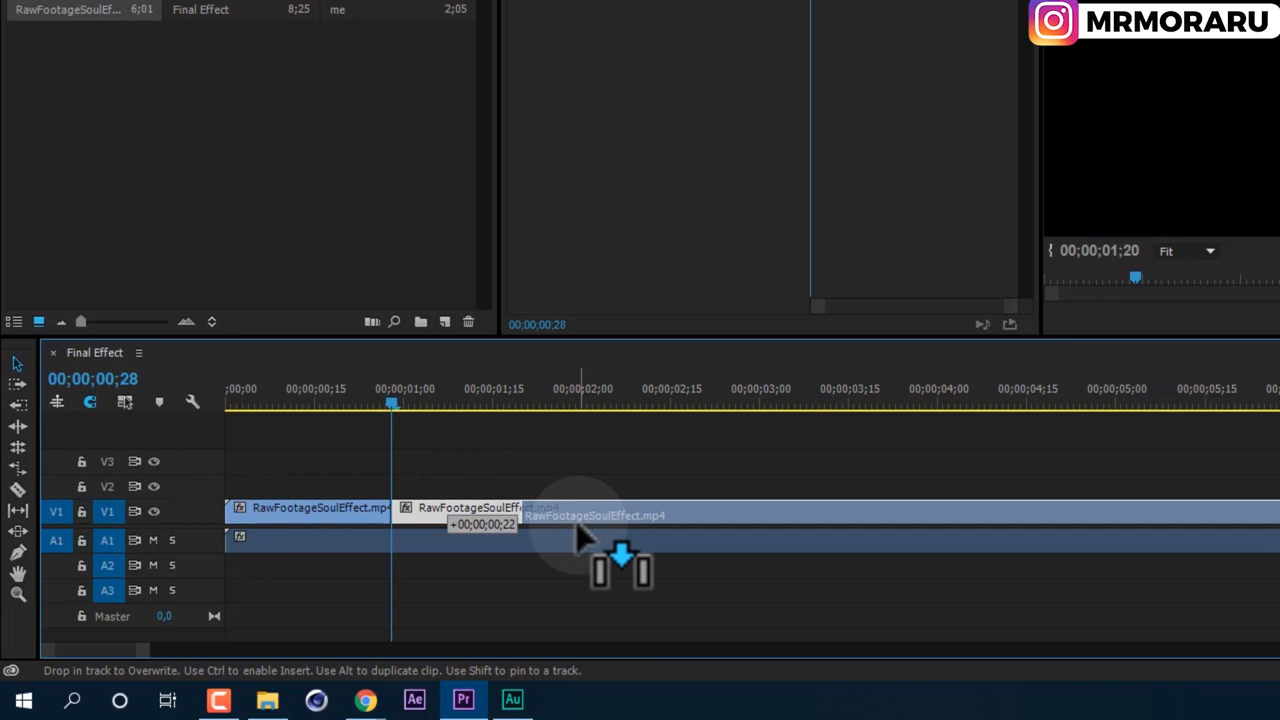 RawFootageSoulEf... 6;01 Final Effect 8;25 me 2;05
MRMORARU
00;00;01;20 Fit
00;00;00;28
× Final Effect
00;00;00;28
;00;00 00;00;00;15 00;00;01;00 00;00;01;15 00;00;02;00 00;00;02;15 00;00;03;00 00;00;03;15 00;00;04;00 00;00;04;15 00;00;05;00 00;00;05;15
V3
V2
V1 V1 fx RawFootageSoulEffect.mp4 fx RawFootageSoulEffect.mp4 RawFootageSoulEffect.mp4
+00;00;00;22
A1 A1 M S fx
A2 M S
A3 M S
Master 0,0
Drop in track to Overwrite. Use Ctrl to enable Insert. Use Alt to duplicate clip. Use Shift to pin to a track.
Ae Pr Au